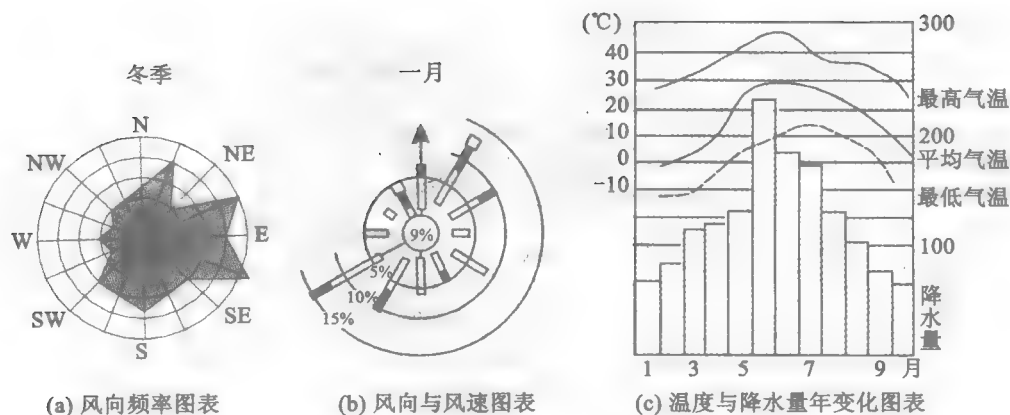 冬季
N
NE
E
SE
S
SW
W
NW
(a) 风向频率图表
一月
9%
5%
10%
15%
(b) 风向与风速图表
(℃)
40
30
20
10
0
-10
300
最高气温
200
平均气温
最低气温
100
降水量
1 3 5 7 9 月
(c) 温度与降水量年变化图表